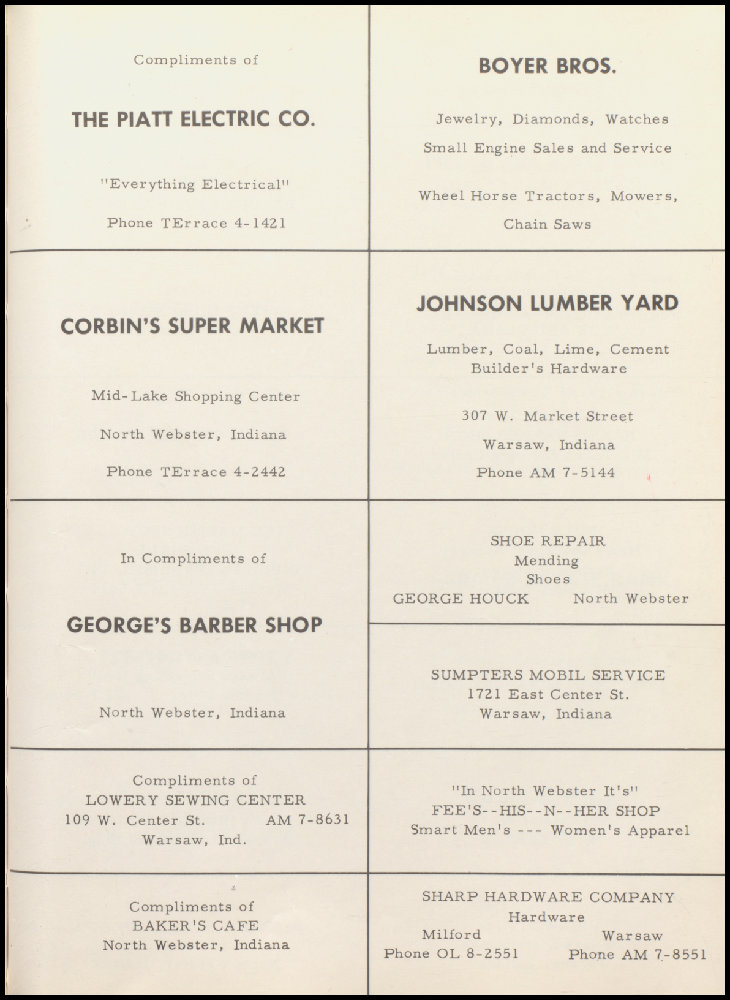 Compliments of
THE PIATT ELECTRIC CO.
"Everything Electrical"
Phone TErrace 4-1421
BOYER BROS.
Jewelry, Diamonds, Watches
Small Engine Sales and Service
Wheel Horse Tractors, Mowers,
Chain Saws
CORBIN'S SUPER MARKET
Mid-Lake Shopping Center
North Webster, Indiana
Phone TErrace 4-2442
JOHNSON LUMBER YARD
Lumber, Coal, Lime, Cement
Builder's Hardware
307 W. Market Street
Warsaw, Indiana
Phone AM 7-5144
In Compliments of
GEORGE'S BARBER SHOP
North Webster, Indiana
SHOE REPAIR
Mending
Shoes
GEORGE HOUCK North Webster
SUMPTERS MOBIL SERVICE
1721 East Center St.
Warsaw, Indiana
Compliments of
LOWERY SEWING CENTER
109 W. Center St. AM 7-8631
Warsaw, Ind.
"In North Webster It's"
FEE'S--HIS--N--HER SHOP
Smart Men's --- Women's Apparel
Compliments of
BAKER'S CAFE
North Webster, Indiana
SHARP HARDWARE COMPANY
Hardware
Milford Warsaw
Phone OL 8-2551 Phone AM 7-8551